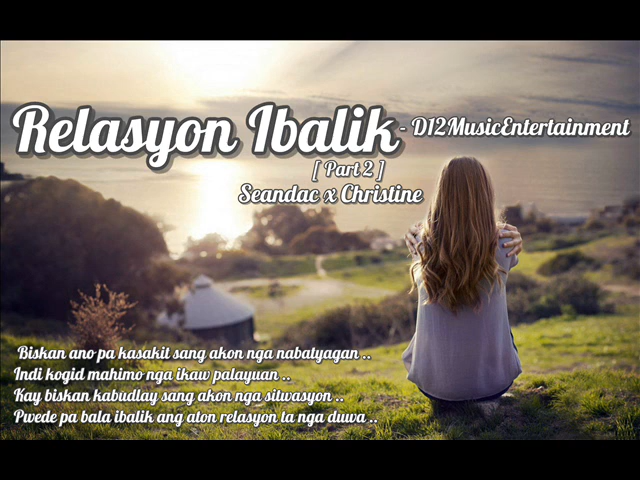 Relasyon Ibalik - D12MusicEntertainment
[ Part 2 ]
Seandac x Christine
Biskan ano pa kasakit sang akon nga nabatyagan ..
Indi kogid mahimo nga ikaw palayuan ..
Kay biskan kabudlay sang akon nga sitwasyon ..
Pwede pa bala ibalik ang aton relasyon ta nga duwa ..